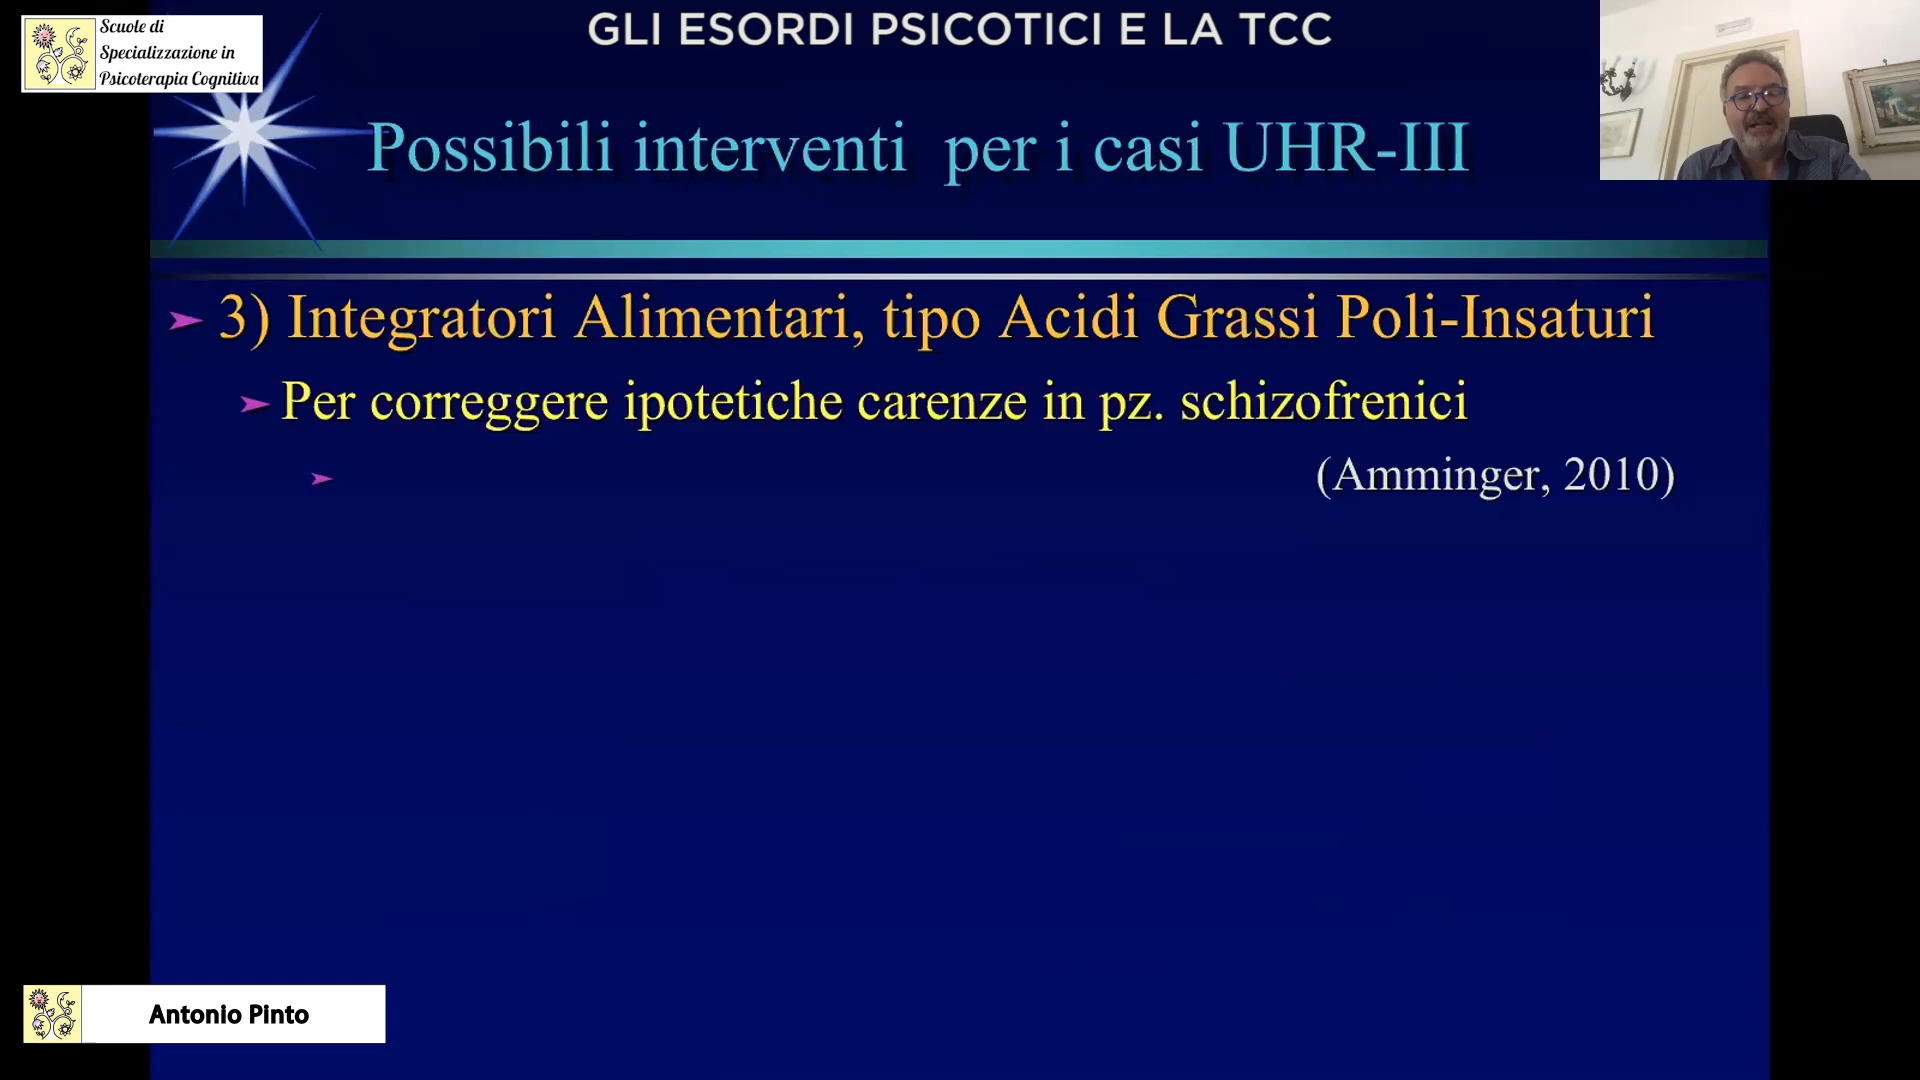 Scuole di
Specializzazione in
Psicoterapia Cognitiva
GLI ESORDI PSICOTICI E LA TCC
Possibili interventi per i casi UHR-III
3) Integratori Alimentari, tipo Acidi Grassi Poli-Insaturi
Per correggere ipotetiche carenze in pz. schizofrenici
(Amminger, 2010)
Antonio Pinto